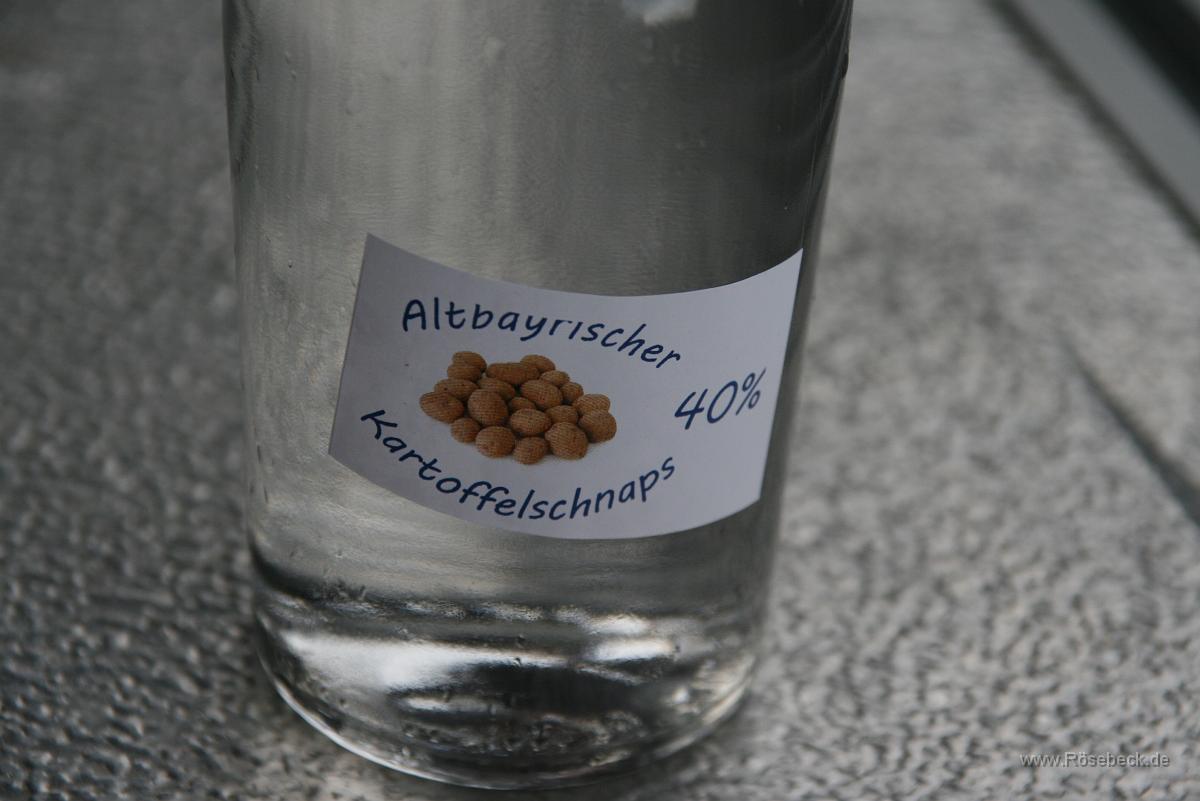 Altbayrischer
40%
Kartoffelschnaps
www.Rösebeck.de